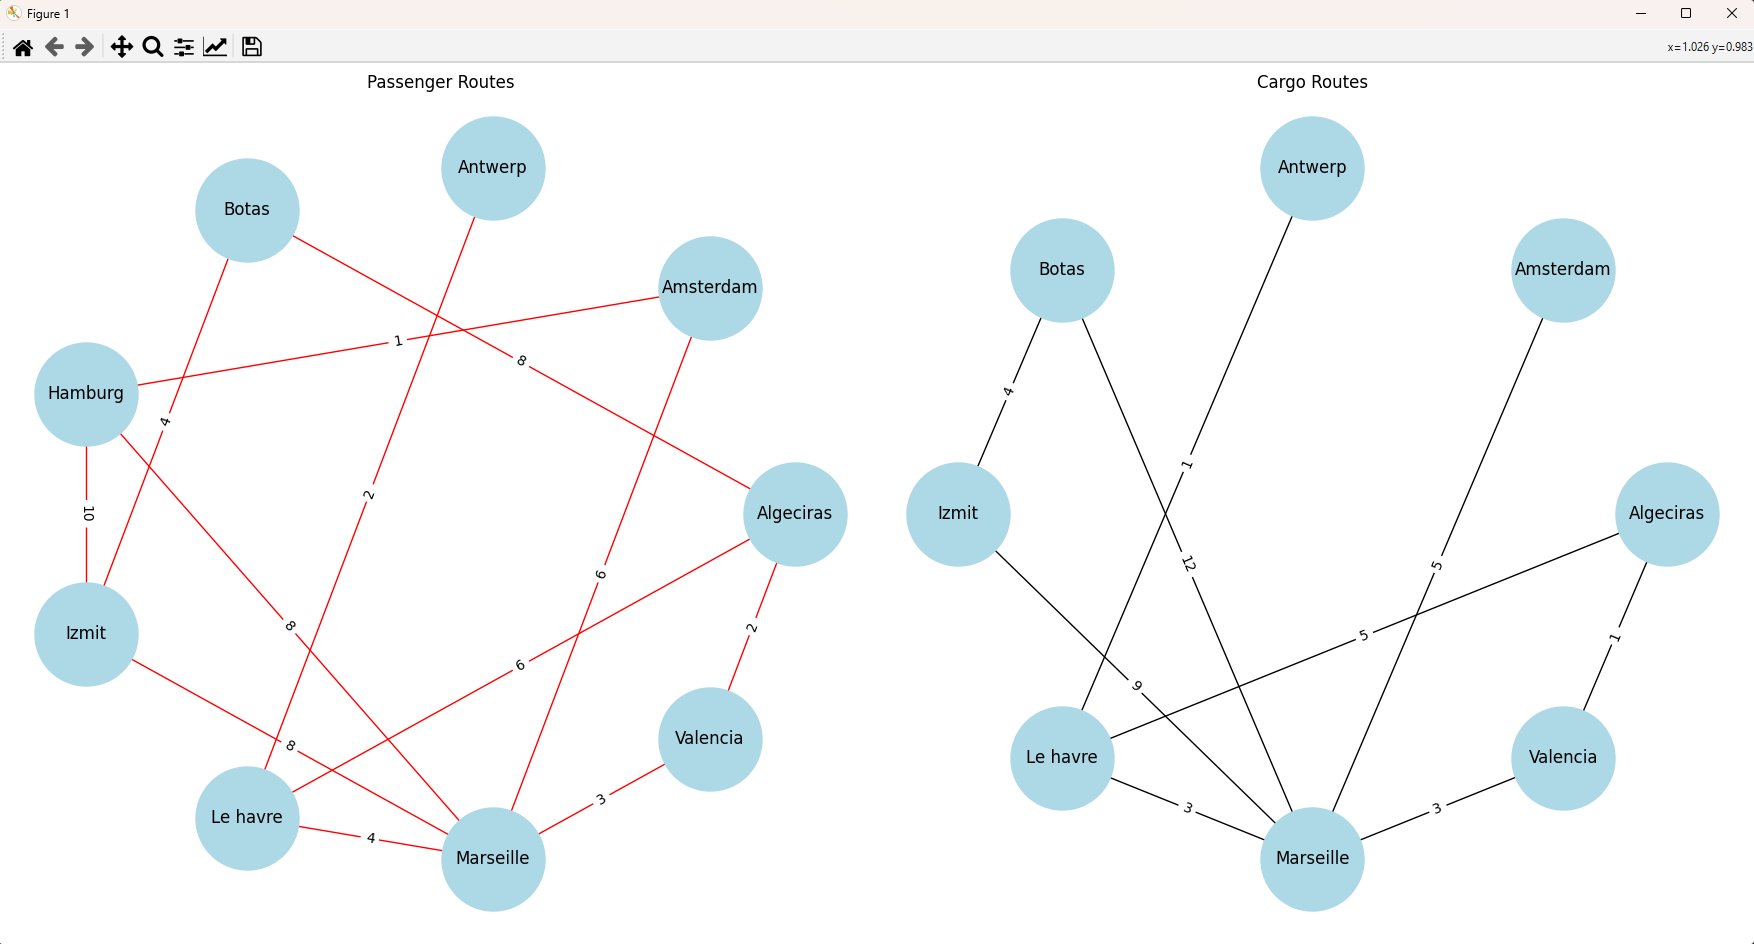 Figure 1
x=1.026 y=0.983
Passenger Routes
Antwerp
Botas
Amsterdam
1
8
Hamburg
4
2
10
Algeciras
6
8
2
Izmit
6
8
Valencia
3
Le havre
4
Marseille
Cargo Routes
Antwerp
Botas
Amsterdam
4
1
Izmit
Algeciras
12
5
5
1
9
Le havre
Valencia
3
3
Marseille